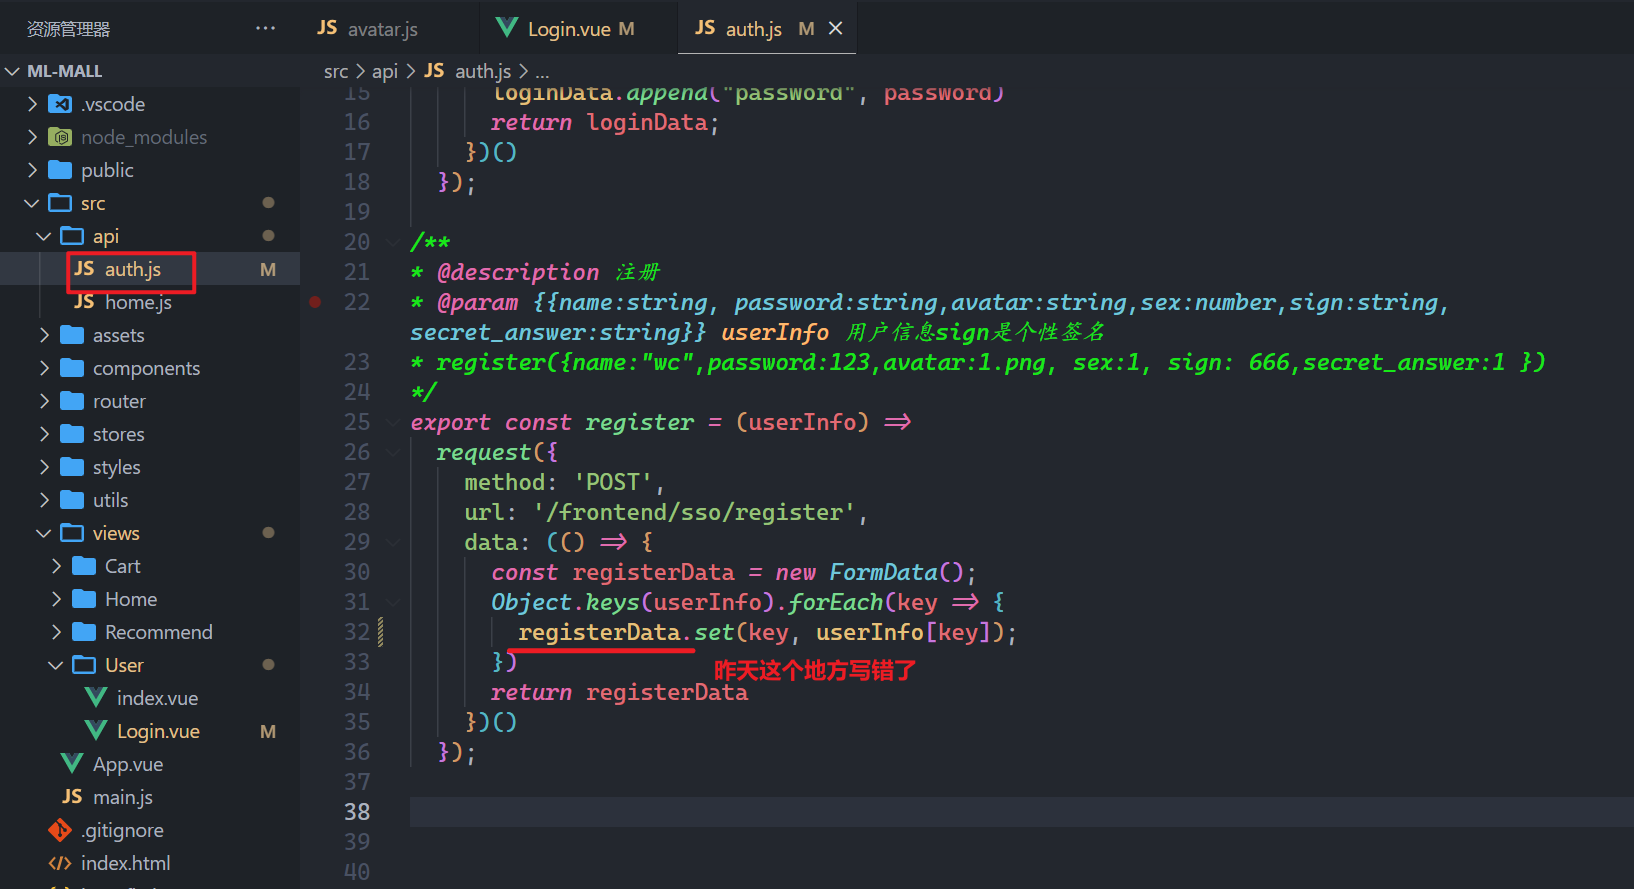 资源管理器 ···
JS avatar.js
Login.vue M
JS auth.js M
ML-MALL
src > api > JS auth.js > ...
.vscode
node_modules
public
src
api
JS auth.js M
JS home.js
assets
components
router
stores
styles
utils
views
Cart
Home
Recommend
User
index.vue
Login.vue M
App.vue
JS main.js
.gitignore
index.html
15 loginData.append("password", password)
16 return loginData;
17 })()
18 });
19
20 /**
21 * @description 注册
22 * @param {{name:string, password:string,avatar:string,sex:number,sign:string,
secret_answer:string}} userInfo 用户信息sign是个性签名
23 * register({name:"wc",password:123,avatar:1.png, sex:1, sign: 666,secret_answer:1 })
24 */
25 export const register = (userInfo) =>
26 request({
27 method: 'POST',
28 url: '/frontend/sso/register',
29 data: (() => {
30 const registerData = new FormData();
31 Object.keys(userInfo).forEach(key => {
32 registerData.set(key, userInfo[key]);
33 })
昨天这个地方写错了
34 return registerData
35 })()
36 });
37
38
39
40